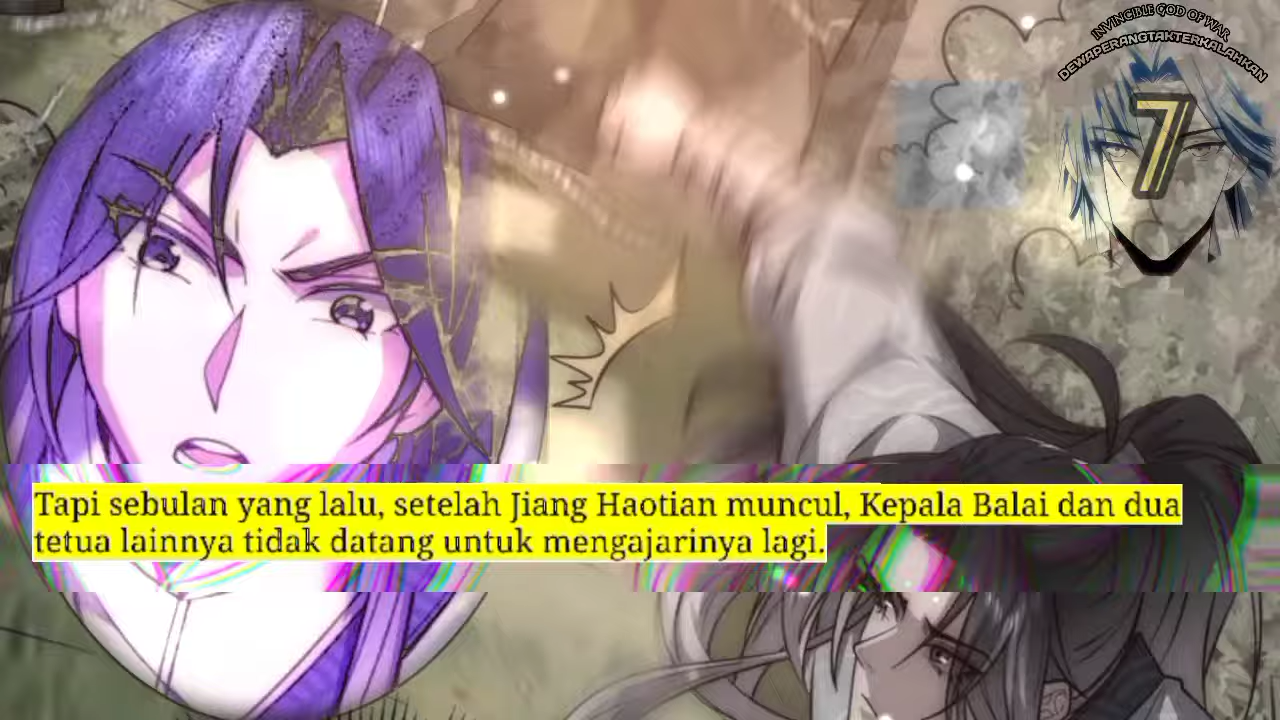 INVINCIBLE GOD OF WAR
DEWAPERANGTAKTERKALAHKAN
7
Tapi sebulan yang lalu, setelah Jiang Haotian muncul, Kepala Balai dan dua
tetua lainnya tidak datang untuk mengajarinya lagi.